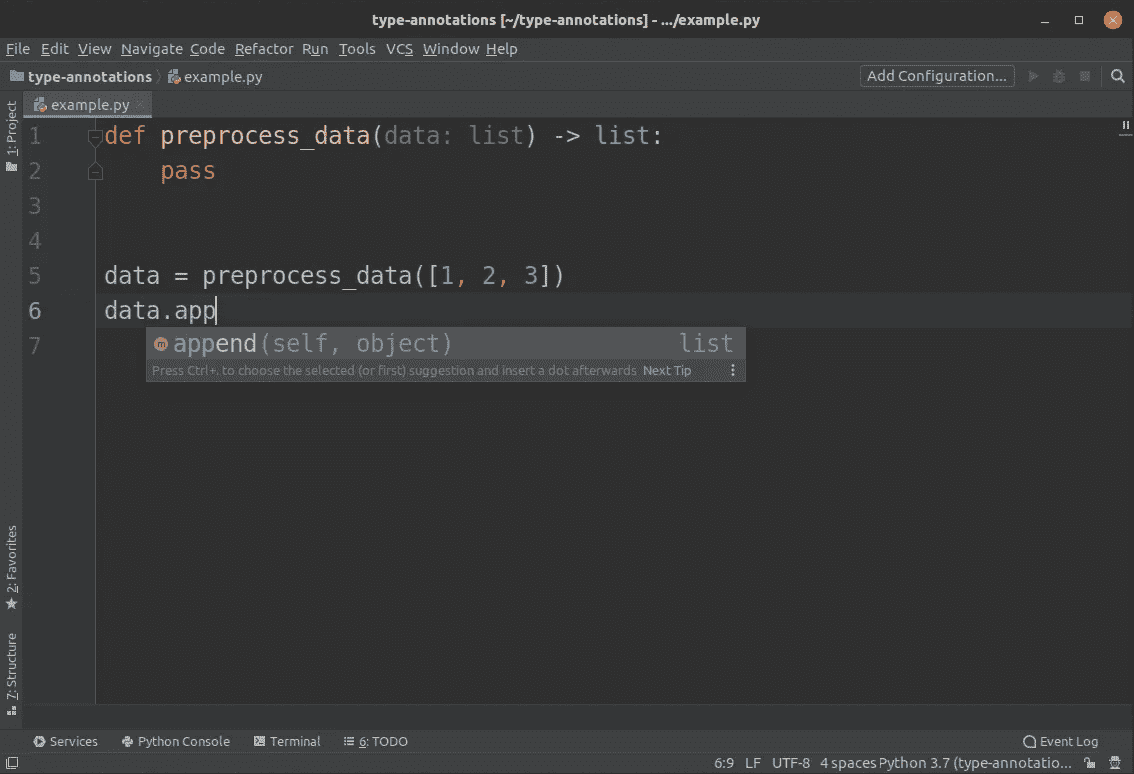 type-annotations [~/type-annotations] - .../example.py
File Edit View Navigate Code Refactor Run Tools VCS Window Help
type-annotations example.py Add Configuration...
example.py
1: Project
1 def preprocess_data(data: list) -> list:
2 pass
3
4
5 data = preprocess_data([1, 2, 3])
6 data.app
append(self, object) list
7
Press Ctrl+. to choose the selected (or first) suggestion and insert a dot afterwards Next Tip
2: Favorites
7: Structure
Services Python Console Terminal 6: TODO Event Log
6:9 LF UTF-8 4 spaces Python 3.7 (type-annotatio...